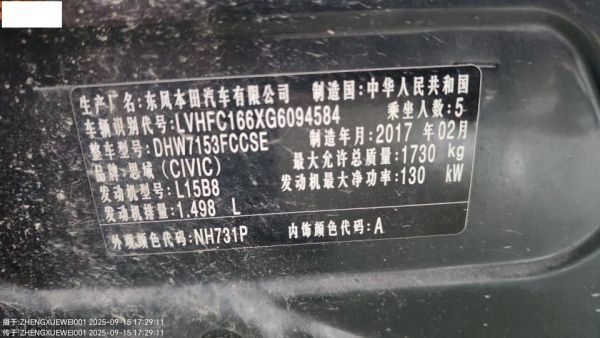 生产厂名:东风本田汽车有限公司 制造国:中华人民共和国
车辆识别代号:LVHFC166XG6094584 乘坐人数:5
整车型号:DHW7153FCCSE 制造年月:2017 年02月
品牌:思域(CIVIC) 最大允许总质量:1730 kg
发动机型号:L15B8 发动机最大净功率:130 kW
发动机排量:1.498 L
外观颜色代码:NH731P 内饰颜色代码:A
摄于:ZHENGXUEWEI001 2025-09-15 17:29:11
传于:ZHENGXUEWEI001 2025-09-15 17:29:11